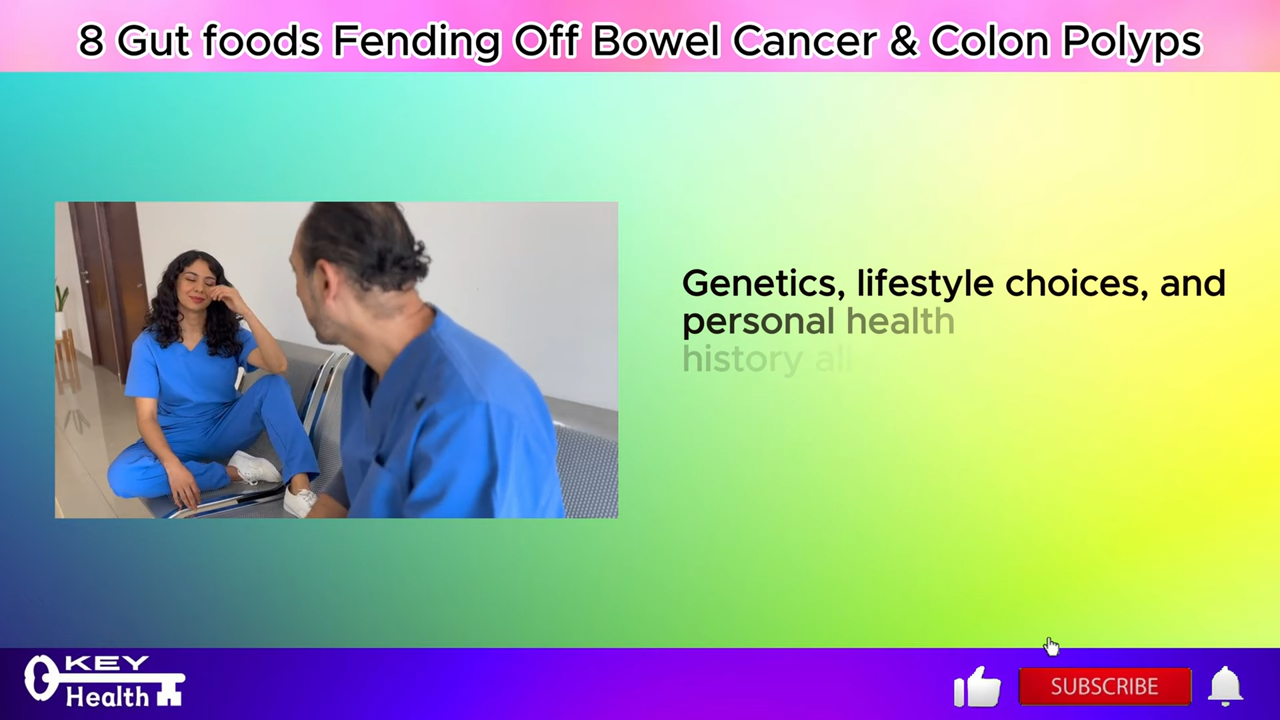 8 Gut foods Fending Off Bowel Cancer & Colon Polyps
Genetics, lifestyle choices, and
personal health
history all
KEY
Health
SUBSCRIBE